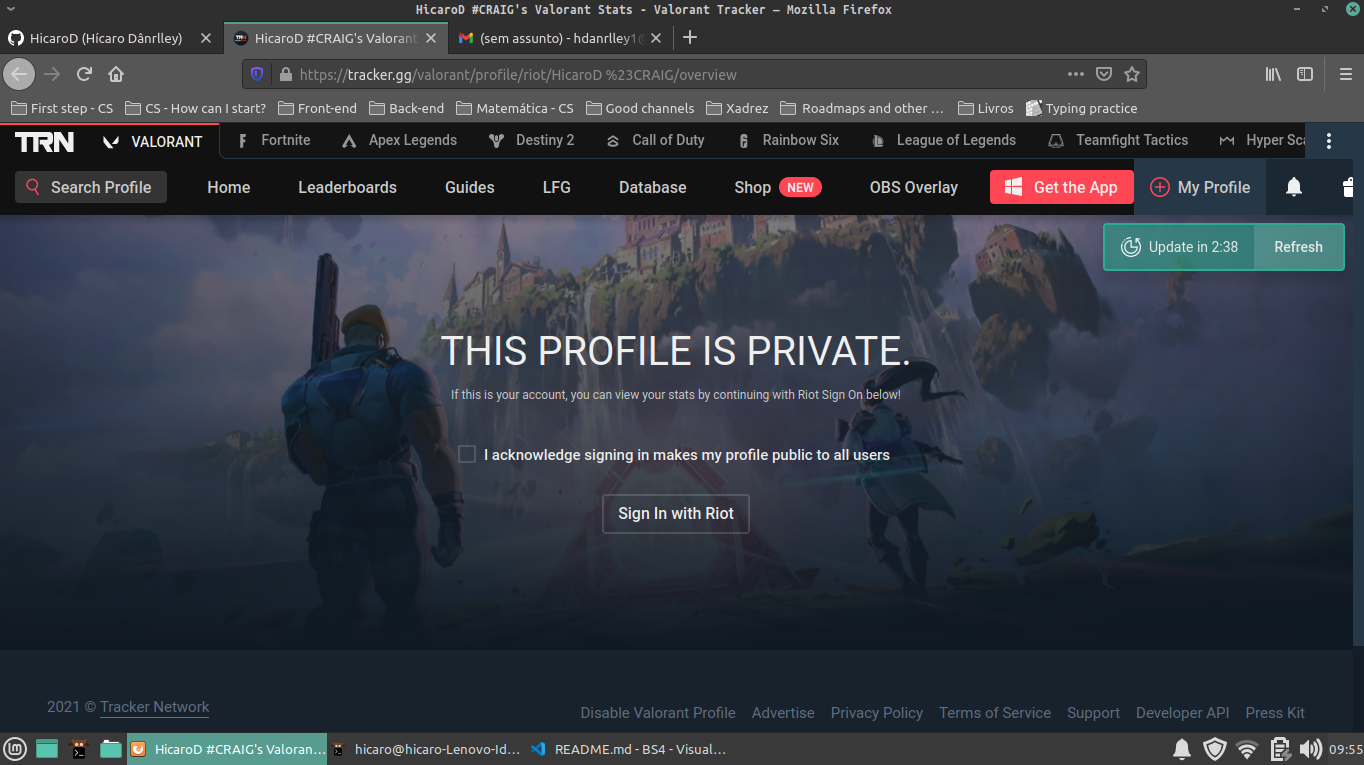 HicaroD #CRAIG's Valorant Stats - Valorant Tracker — Mozilla Firefox
HicaroD (Hícaro Dânrlley)
HicaroD #CRAIG's Valorant
(sem assunto) - hdanrlley1@
https://tracker.gg/valorant/profile/riot/HicaroD %23CRAIG/overview
First step - CS
CS - How can I start?
Front-end
Back-end
Matemática - CS
Good channels
Xadrez
Roadmaps and other …
Livros
Typing practice
TRN
VALORANT
Fortnite
Apex Legends
Destiny 2
Call of Duty
Rainbow Six
League of Legends
Teamfight Tactics
Hyper Sca
Search Profile
Home
Leaderboards
Guides
LFG
Database
Shop NEW
OBS Overlay
Get the App
My Profile
Update in 2:38
Refresh
THIS PROFILE IS PRIVATE.
If this is your account, you can view your stats by continuing with Riot Sign On below!
I acknowledge signing in makes my profile public to all users
Sign In with Riot
2021 © Tracker Network
Disable Valorant Profile
Advertise
Privacy Policy
Terms of Service
Support
Developer API
Press Kit
HicaroD #CRAIG's Valoran…
hicaro@hicaro-Lenovo-Id…
README.md - BS4 - Visual…
09:55